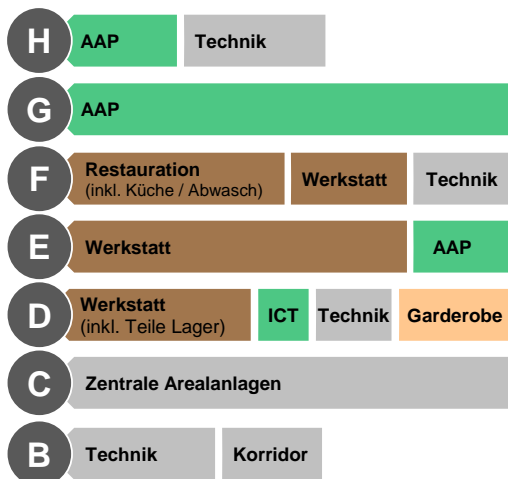 H AAP Technik
G AAP
F Restauration Werkstatt Technik
(inkl. Küche / Abwasch)
E Werkstatt AAP
D Werkstatt ICT Technik Garderobe
(inkl. Teile Lager)
C Zentrale Arealanlagen
B Technik Korridor